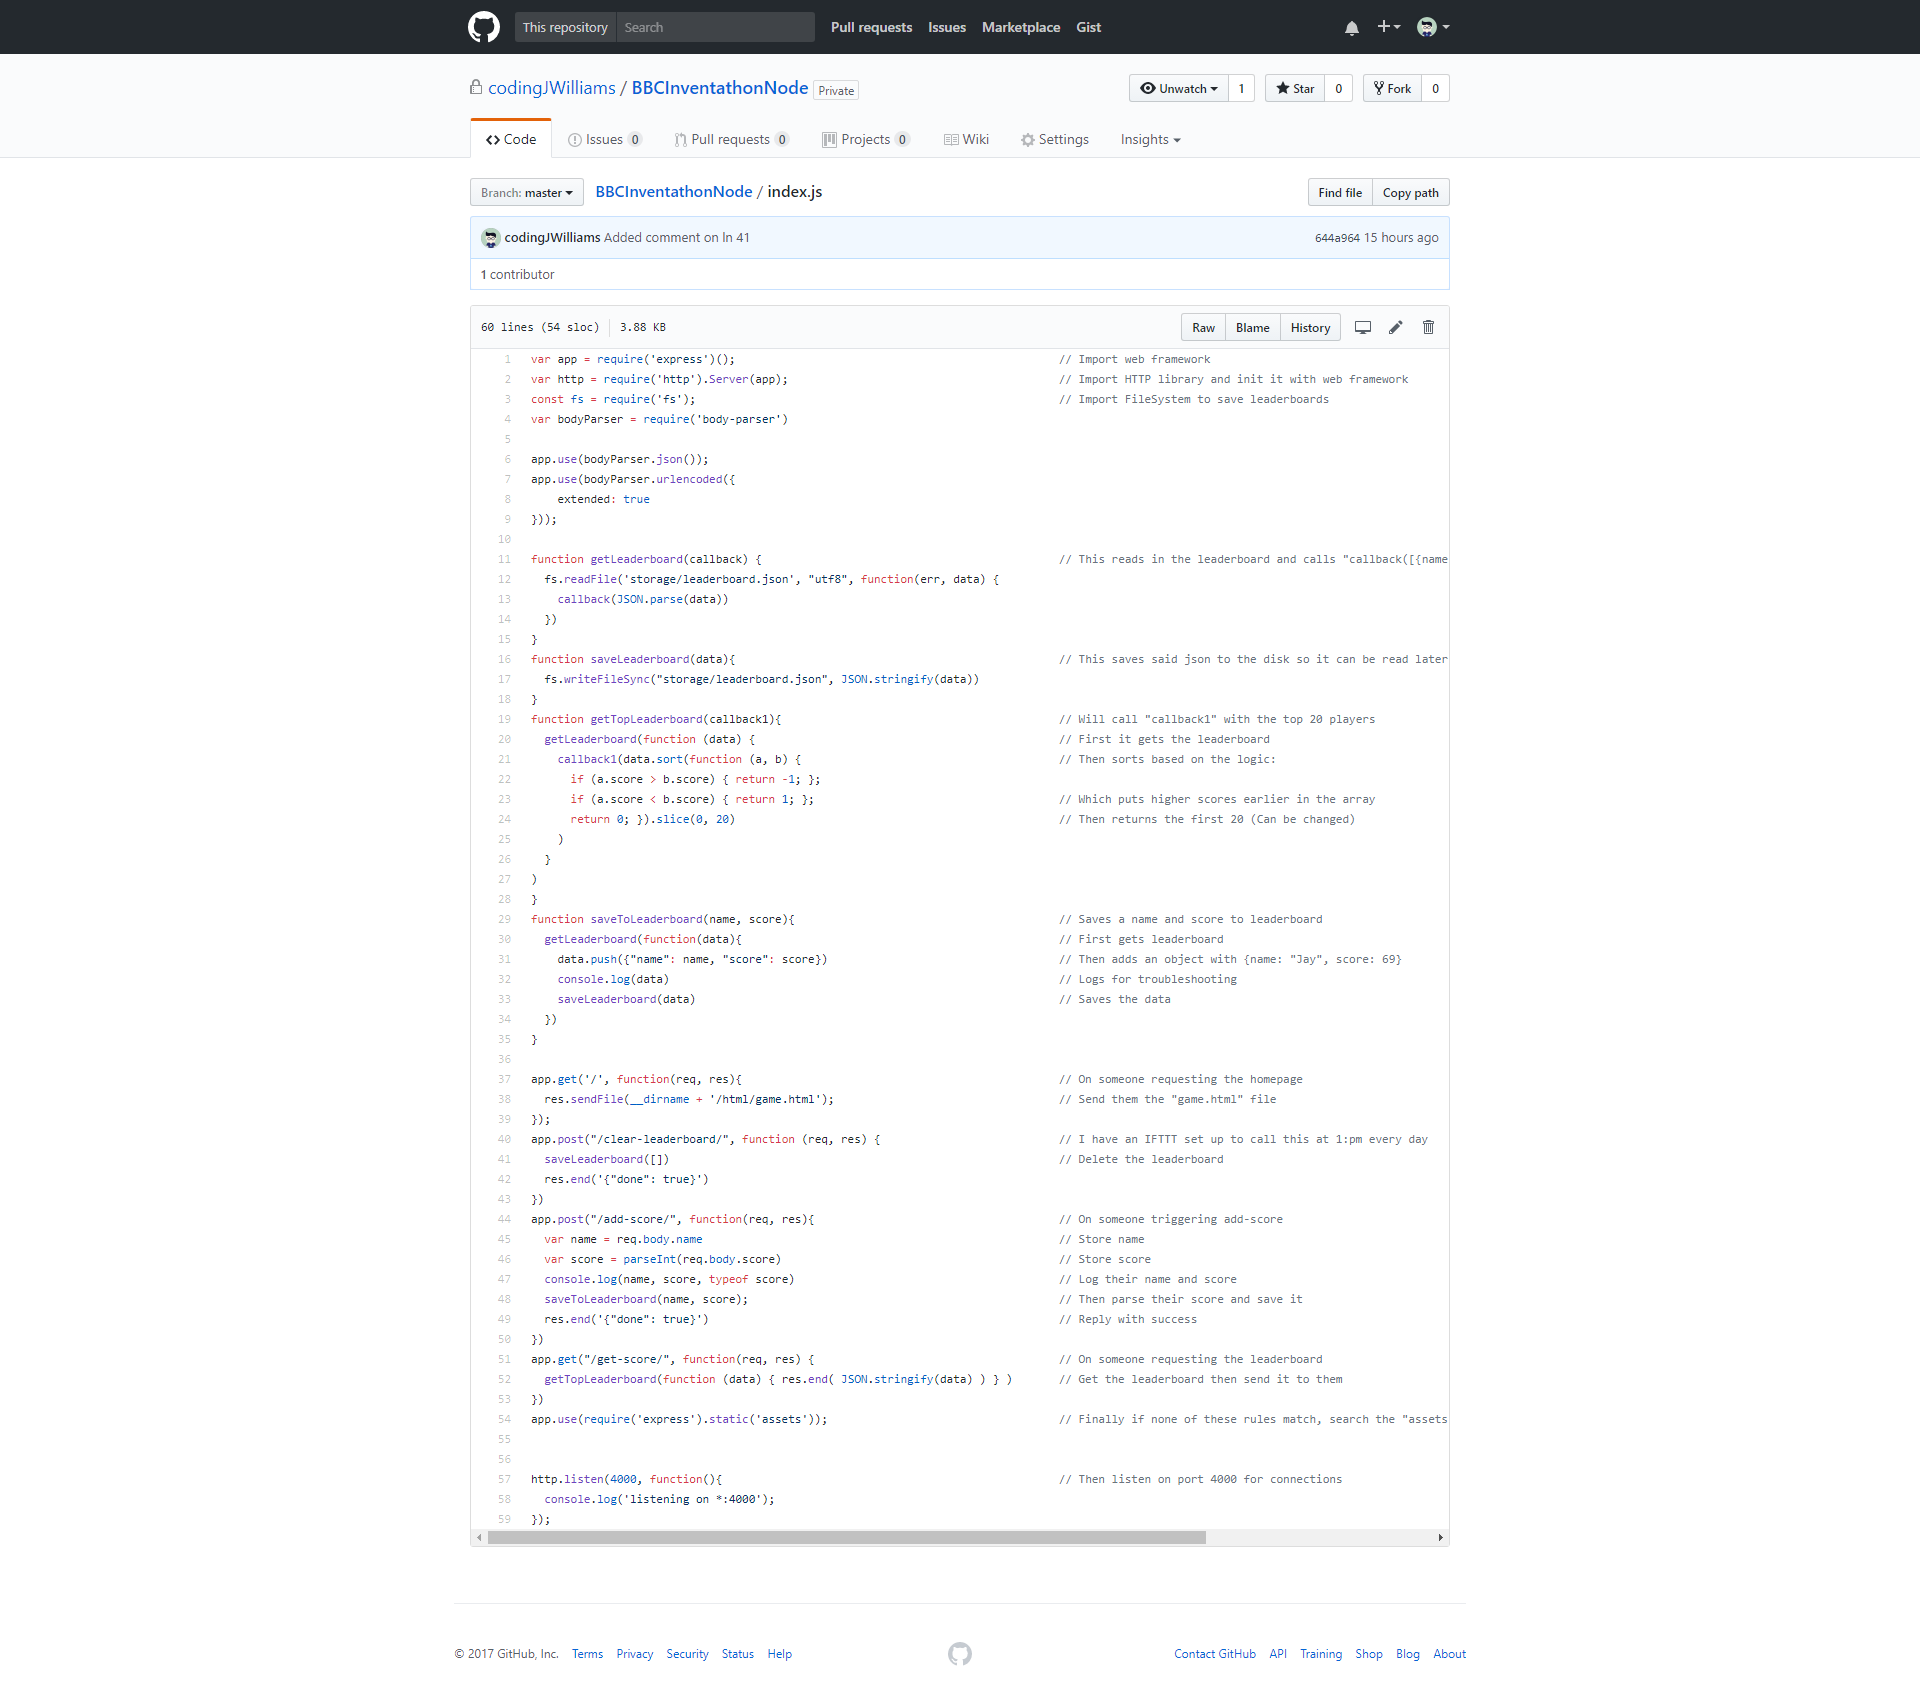 This repository Search Pull requests Issues Marketplace Gist
codingJWilliams / BBCInventathonNode Private Unwatch 1 Star 0 Fork 0
Code Issues 0 Pull requests 0 Projects 0 Wiki Settings Insights
Branch: master BBCInventathonNode / index.js Find file Copy path
codingJWilliams Added comment on ln 41 644a964 15 hours ago
1 contributor
60 lines (54 sloc) 3.88 KB Raw Blame History
1 var app = require('express')(); // Import web framework
2 var http = require('http').Server(app); // Import HTTP library and init it with web framework
3 const fs = require('fs'); // Import FileSystem to save leaderboards
4 var bodyParser = require('body-parser')
5
6 app.use(bodyParser.json());
7 app.use(bodyParser.urlencoded({
8 extended: true
9 }));
10
11 function getLeaderboard(callback) { // This reads in the leaderboard and calls "callback([{name
12 fs.readFile('storage/leaderboard.json', "utf8", function(err, data) {
13 callback(JSON.parse(data))
14 })
15 }
16 function saveLeaderboard(data){ // This saves said json to the disk so it can be read later
17 fs.writeFileSync("storage/leaderboard.json", JSON.stringify(data))
18 }
19 function getTopLeaderboard(callback1){ // Will call "callback1" with the top 20 players
20 getLeaderboard(function (data) { // First it gets the leaderboard
21 callback1(data.sort(function (a, b) { // Then sorts based on the logic:
22 if (a.score > b.score) { return -1; };
23 if (a.score < b.score) { return 1; }; // Which puts higher scores earlier in the array
24 return 0; }).slice(0, 20) // Then returns the first 20 (Can be changed)
25 )
26 }
27 )
28 }
29 function saveToLeaderboard(name, score){ // Saves a name and score to leaderboard
30 getLeaderboard(function(data){ // First gets leaderboard
31 data.push({"name": name, "score": score}) // Then adds an object with {name: "Jay", score: 69}
32 console.log(data) // Logs for troubleshooting
33 saveLeaderboard(data) // Saves the data
34 })
35 }
36
37 app.get('/', function(req, res){ // On someone requesting the homepage
38 res.sendFile(__dirname + '/html/game.html'); // Send them the "game.html" file
39 });
40 app.post("/clear-leaderboard/", function (req, res) { // I have an IFTTT set up to call this at 1:pm every day
41 saveLeaderboard([]) // Delete the leaderboard
42 res.end('{"done": true}')
43 })
44 app.post("/add-score/", function(req, res){ // On someone triggering add-score
45 var name = req.body.name // Store name
46 var score = parseInt(req.body.score) // Store score
47 console.log(name, score, typeof score) // Log their name and score
48 saveToLeaderboard(name, score); // Then parse their score and save it
49 res.end('{"done": true}') // Reply with success
50 })
51 app.get("/get-score/", function(req, res) { // On someone requesting the leaderboard
52 getTopLeaderboard(function (data) { res.end( JSON.stringify(data) ) } ) // Get the leaderboard then send it to them
53 })
54 app.use(require('express').static('assets')); // Finally if none of these rules match, search the "assets
55
56
57 http.listen(4000, function(){ // Then listen on port 4000 for connections
58 console.log('listening on *:4000');
59 });
© 2017 GitHub, Inc. Terms Privacy Security Status Help Contact GitHub API Training Shop Blog About